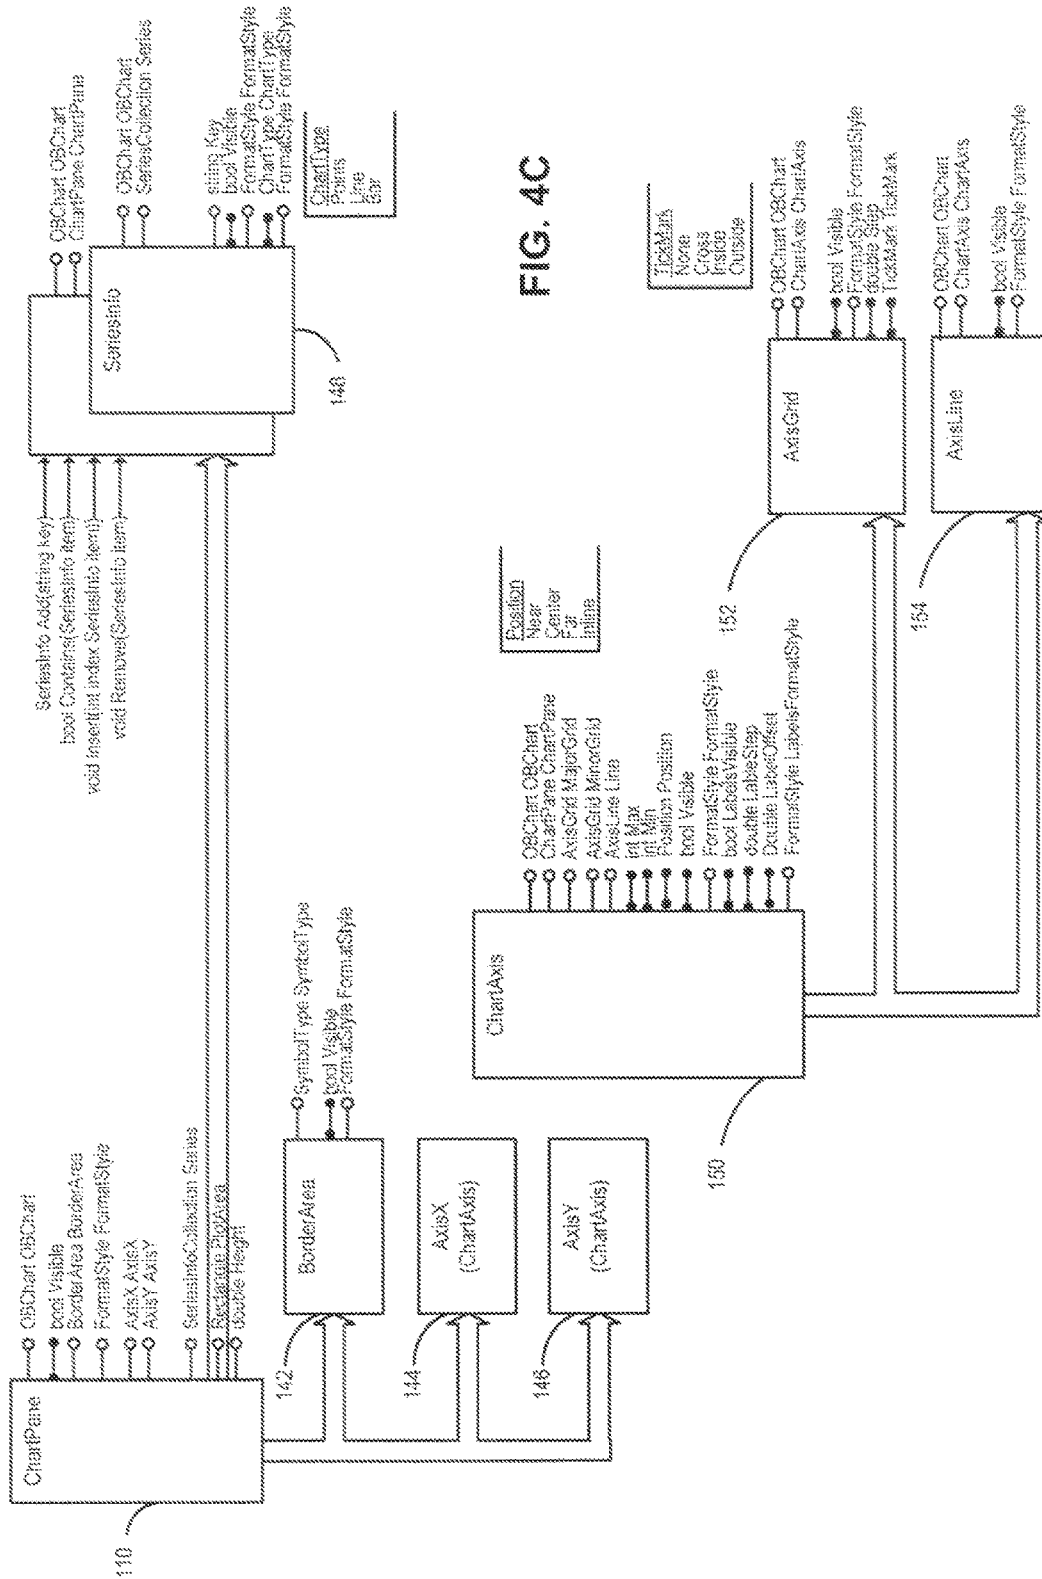 ChartPane
OBChart OBChart
bool Visible
BorderArea BorderArea
FormatStyle FormatStyle
AxisX AxisX
AxisY AxisY
SeriesInfoCollection Series
Rectangle PlotArea
double Height
110
SeriesInfo Add(string key)
bool Contains(SeriesInfo item)
void Insert(int index SeriesInfo item)
void Remove(SeriesInfo item)
SeriesInfo
OBChart OBChart
ChartPane ChartPane
OBChart OBChart
SeriesCollection Series
string Key
bool Visible
FormatStyle FormatStyle
ChartType ChartType
FormatStyle FormatStyle
148
ChartType
Points
Line
Bar
142
BorderArea
SymbolType SymbolType
bool Visible
FormatStyle FormatStyle
144
AxisX
(ChartAxis)
146
AxisY
(ChartAxis)
ChartAxis
OBChart OBChart
ChartPane ChartPane
AxisGrid MajorGrid
AxisGrid MinorGrid
AxisLine Line
int Max
int Min
Position Position
bool Visible
FormatStyle FormatStyle
bool LabelsVisible
double LabelStep
Double LabelOffset
FormatStyle LabelsFormatStyle
150
Position
Near
Center
Far
Inline
FIG. 4C
TickMark
None
Cross
Inside
Outside
152
AxisGrid
OBChart OBChart
ChartAxis ChartAxis
bool Visible
FormatStyle FormatStyle
double Step
TickMark TickMark
154
AxisLine
OBChart OBChart
ChartAxis ChartAxis
bool Visible
FormatStyle FormatStyle